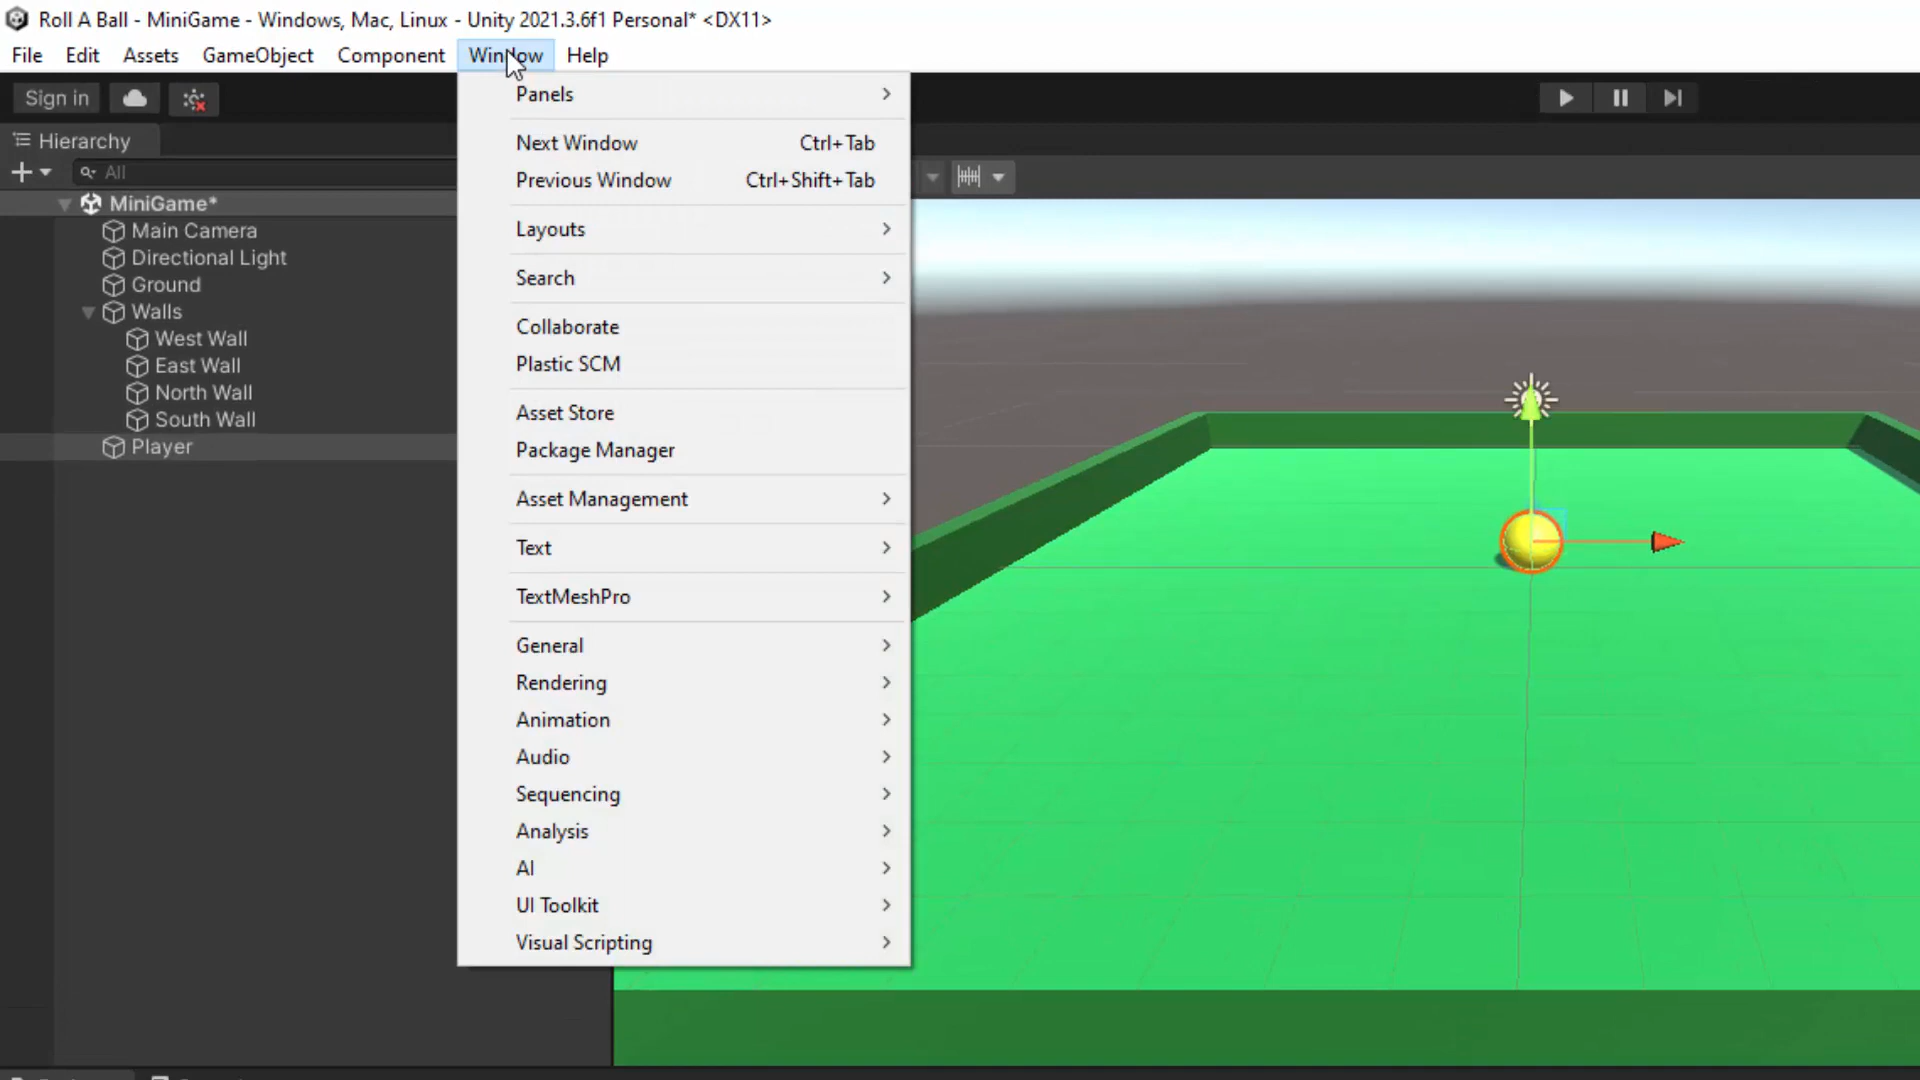 Roll A Ball - MiniGame - Windows, Mac, Linux - Unity 2021.3.6f1 Personal* <DX11>
File Edit Assets GameObject Component Window Help
Sign in
Hierarchy
All
MiniGame*
Main Camera
Directional Light
Ground
Walls
West Wall
East Wall
North Wall
South Wall
Player
Panels
Next Window Ctrl+Tab
Previous Window Ctrl+Shift+Tab
Layouts
Search
Collaborate
Plastic SCM
Asset Store
Package Manager
Asset Management
Text
TextMeshPro
General
Rendering
Animation
Audio
Sequencing
Analysis
AI
UI Toolkit
Visual Scripting